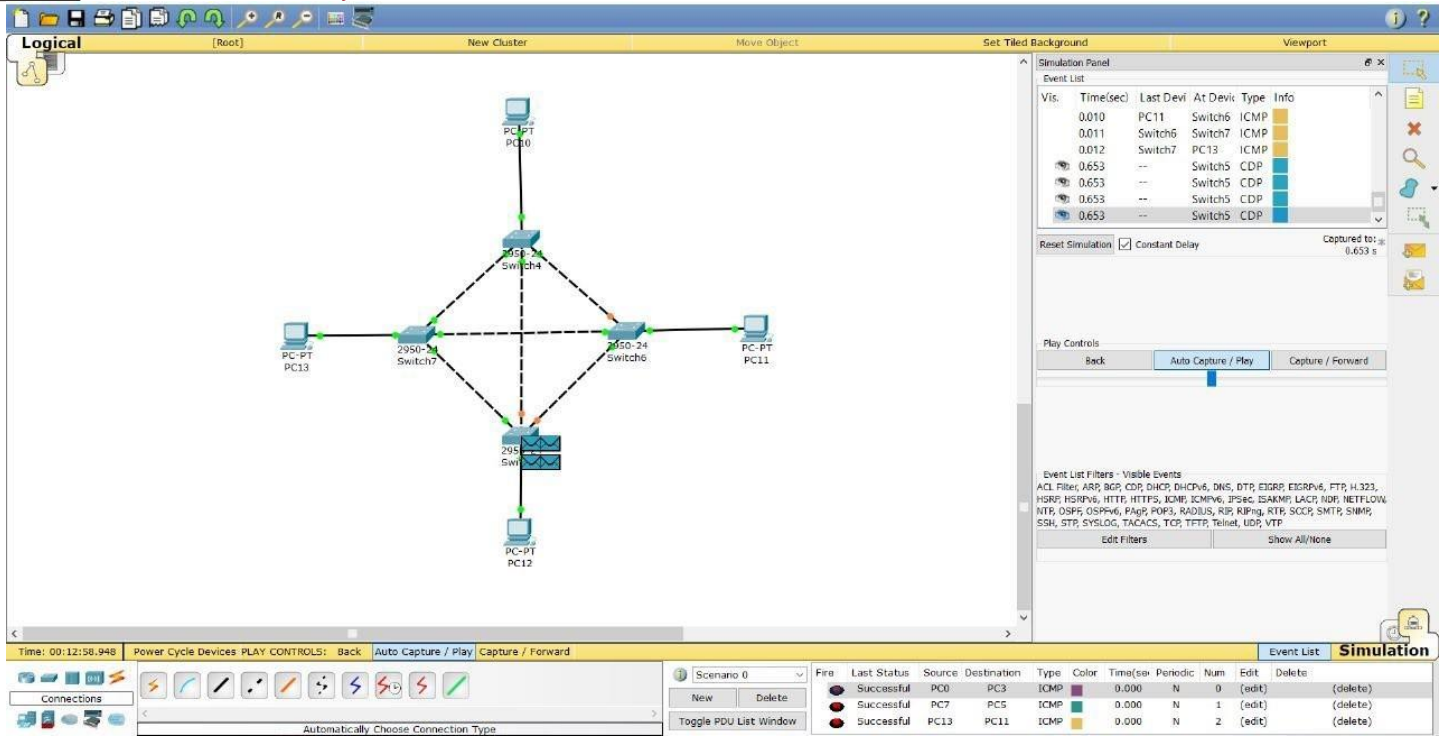 Logical [Root] New Cluster Move Object Set Tiled Background Viewport
Simulation Panel
Event List
Vis. Time(sec) Last Devi At Devic Type Info
0.010 PC11 Switch6 ICMP
0.011 Switch6 Switch7 ICMP
0.012 Switch7 PC13 ICMP
0.653 -- Switch5 CDP
0.653 -- Switch5 CDP
0.653 -- Switch5 CDP
0.653 -- Switch5 CDP
Reset Simulation Constant Delay Captured to:
0.653 s
Play Controls
Back Auto Capture / Play Capture / Forward
Event List Filters - Visible Events
ACL Filter, ARP, BGP, CDP, DHCP, DHCPv6, DNS, DTP, EIGRP, EIGRPv6, FTP, H.323,
HSRP, HSRPv6, HTTP, HTTPS, ICMP, ICMPv6, IPSec, ISAKMP, LACP, NDP, NETFLOW,
NTP, OSPF, OSPFv6, PAgP, POP3, RADIUS, RIP, RIPng, RTP, SCCP, SMTP, SNMP,
SSH, STP, SYSLOG, TACACS, TCP, TFTP, Telnet, UDP, VTP
Edit Filters Show All/None
PC-PT
PC10
2950-24
Switch4
PC-PT
PC13
2950-24
Switch7
2950-24
Switch6
PC-PT
PC11
PC-PT
PC12
Time: 00:12:58.948 Power Cycle Devices PLAY CONTROLS: Back Auto Capture / Play Capture / Forward Event List Simulation
Connections
Automatically Choose Connection Type
Scenario 0
New Delete
Toggle PDU List Window
Fire Last Status Source Destination Type Color Time(sec Periodic Num Edit Delete
Successful PC0 PC3 ICMP 0.000 N 0 (edit) (delete)
Successful PC7 PC5 ICMP 0.000 N 1 (edit) (delete)
Successful PC13 PC11 ICMP 0.000 N 2 (edit) (delete)